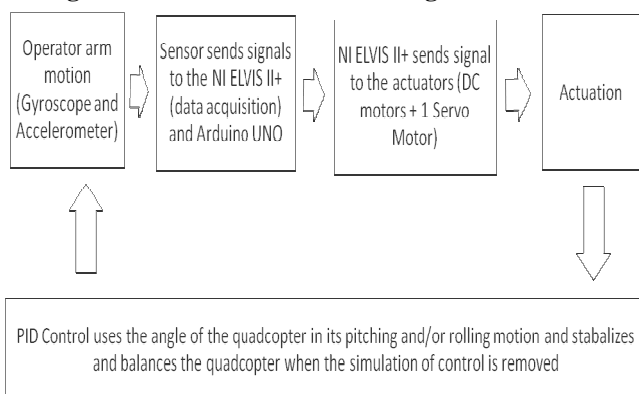 Operator arm
motion
(Gyroscope and
Accelerometer)
Sensor sends signals
to the NI ELVIS II+
(data acquisition)
and Arduino UNO
NI ELVIS II+ sends signal
to the actuators (DC
motors + 1 Servo
Motor)
Actuation
PID Control uses the angle of the quadcopter in its pitching and/or rolling motion and stabalizes
and balances the quadcopter when the simulation of control is removed